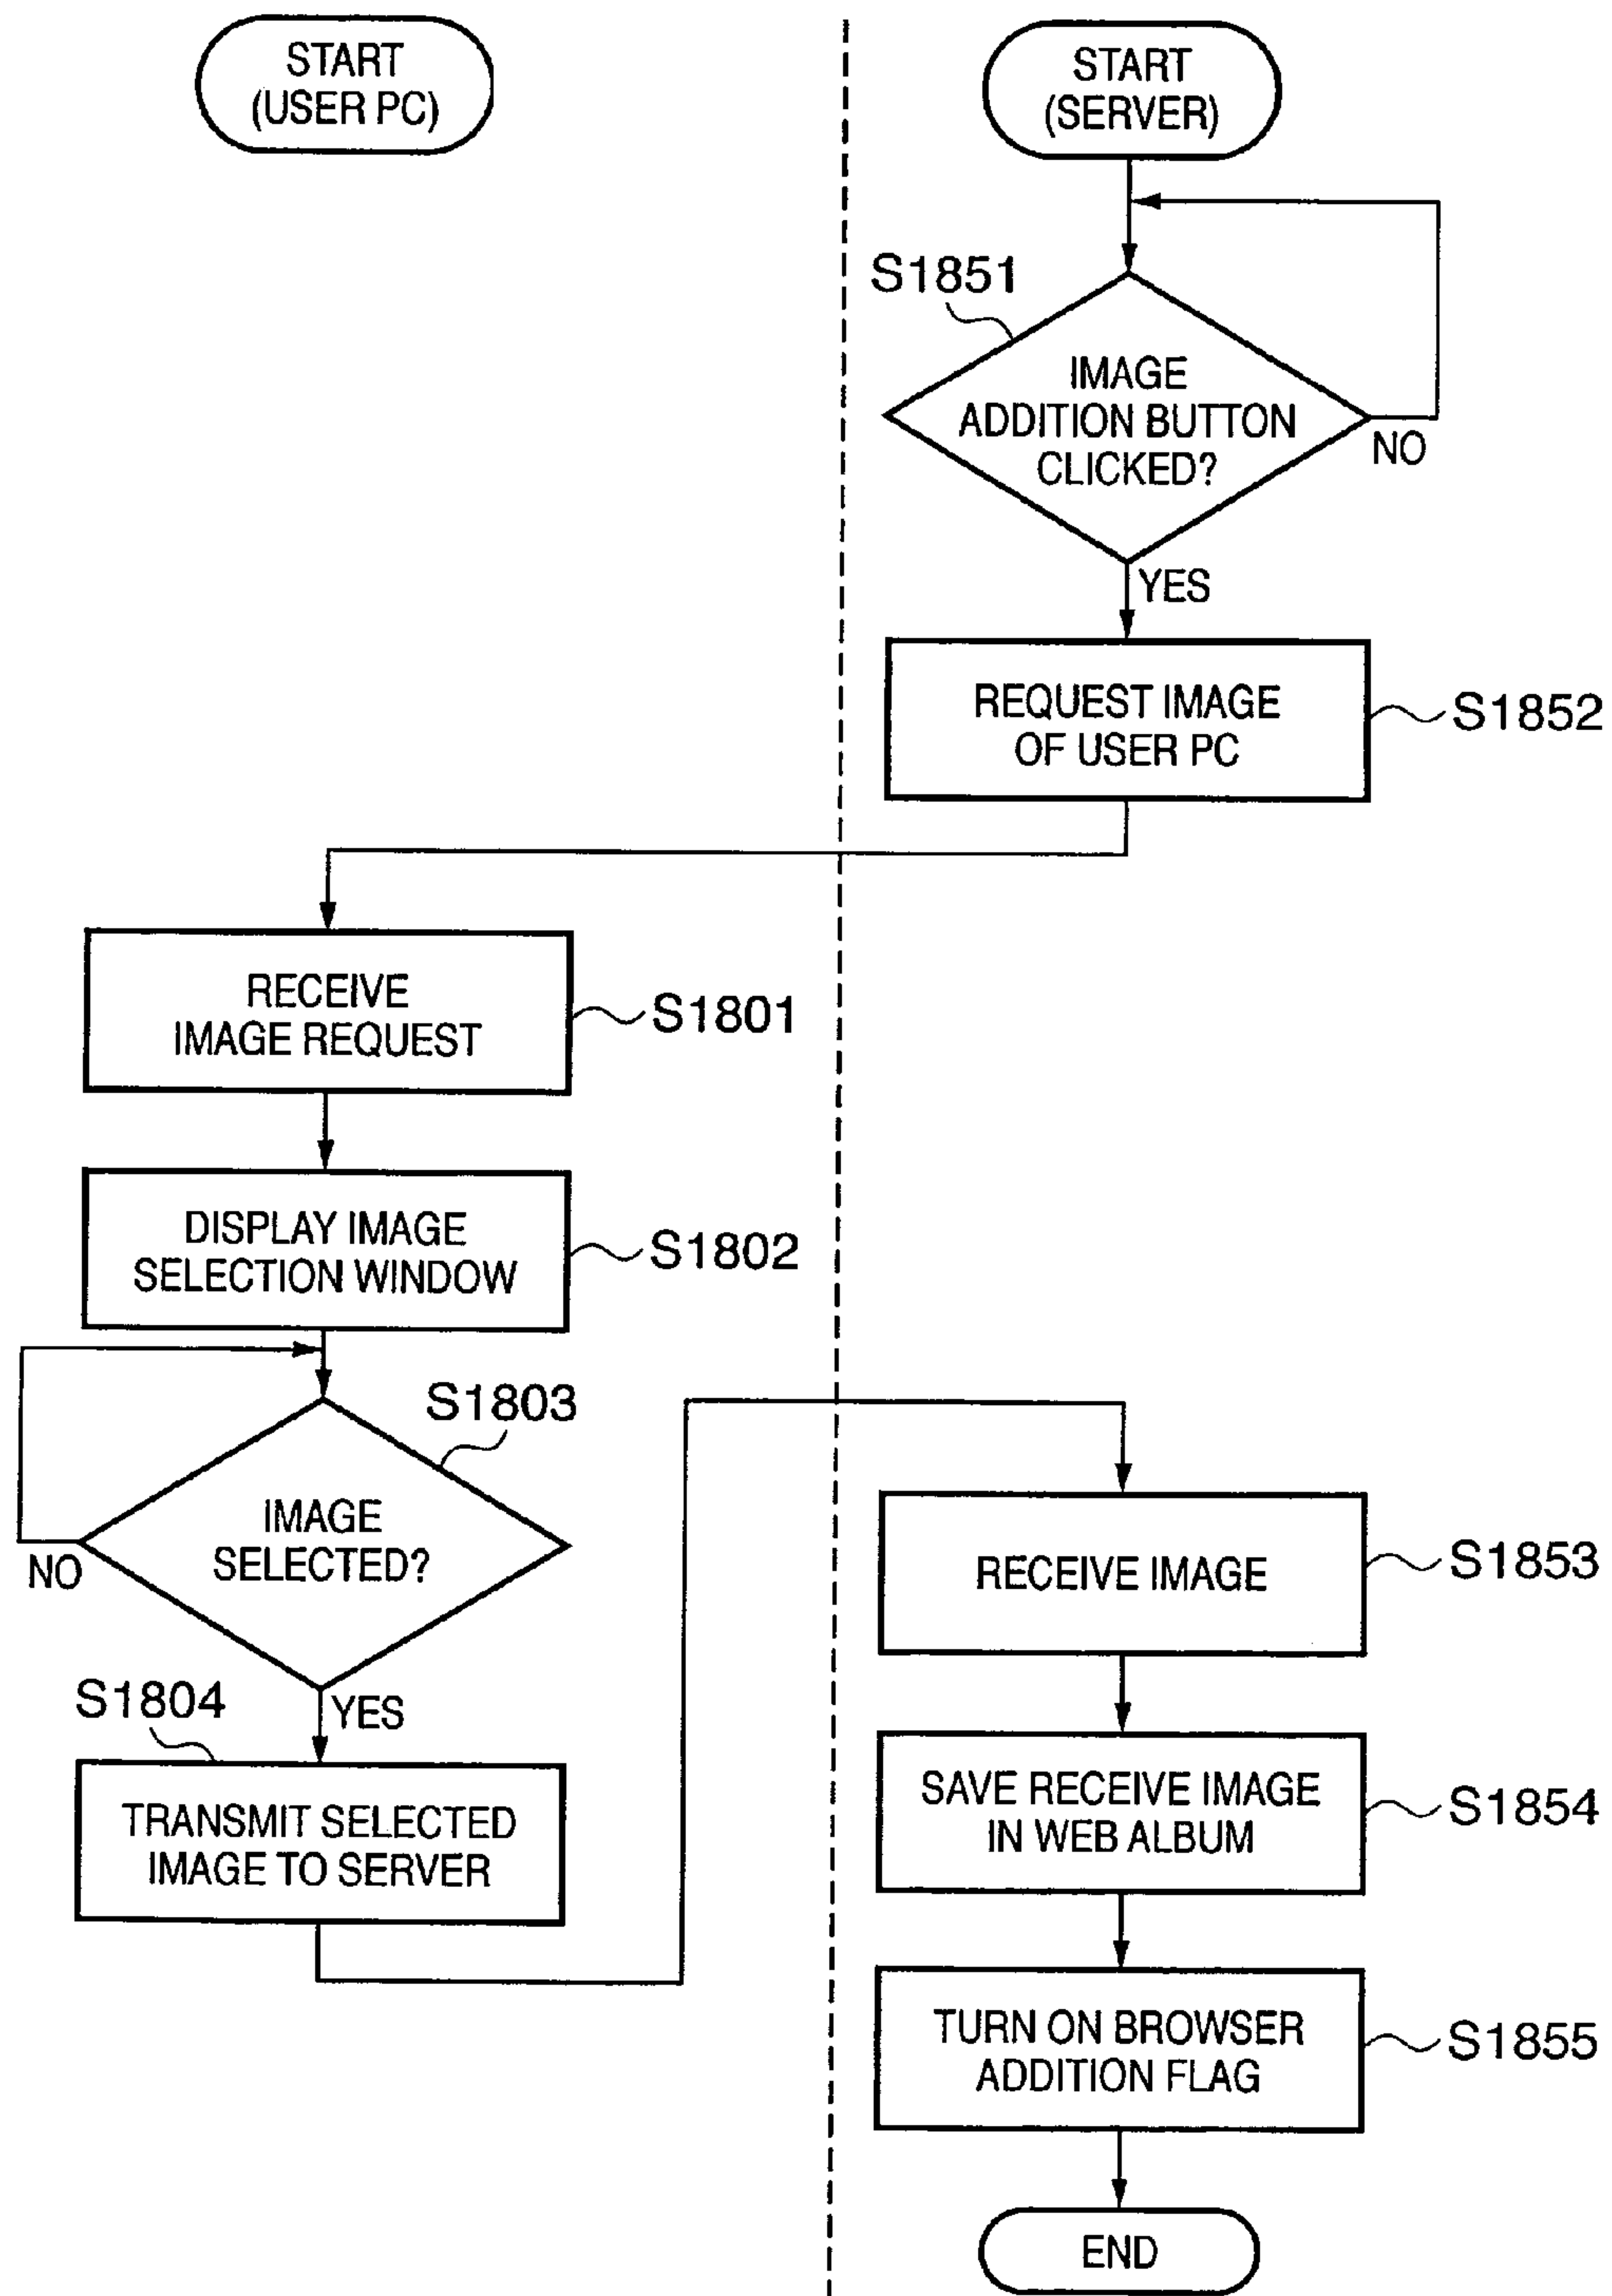 START
(USER PC)
START
(SERVER)
S1851
IMAGE
ADDITION BUTTON
CLICKED?
NO
YES
REQUEST IMAGE
OF USER PC
S1852
RECEIVE
IMAGE REQUEST
S1801
DISPLAY IMAGE
SELECTION WINDOW
S1802
S1803
IMAGE
SELECTED?
NO
YES
S1804
TRANSMIT SELECTED
IMAGE TO SERVER
RECEIVE IMAGE
S1853
SAVE RECEIVE IMAGE
IN WEB ALBUM
S1854
TURN ON BROWSER
ADDITION FLAG
S1855
END